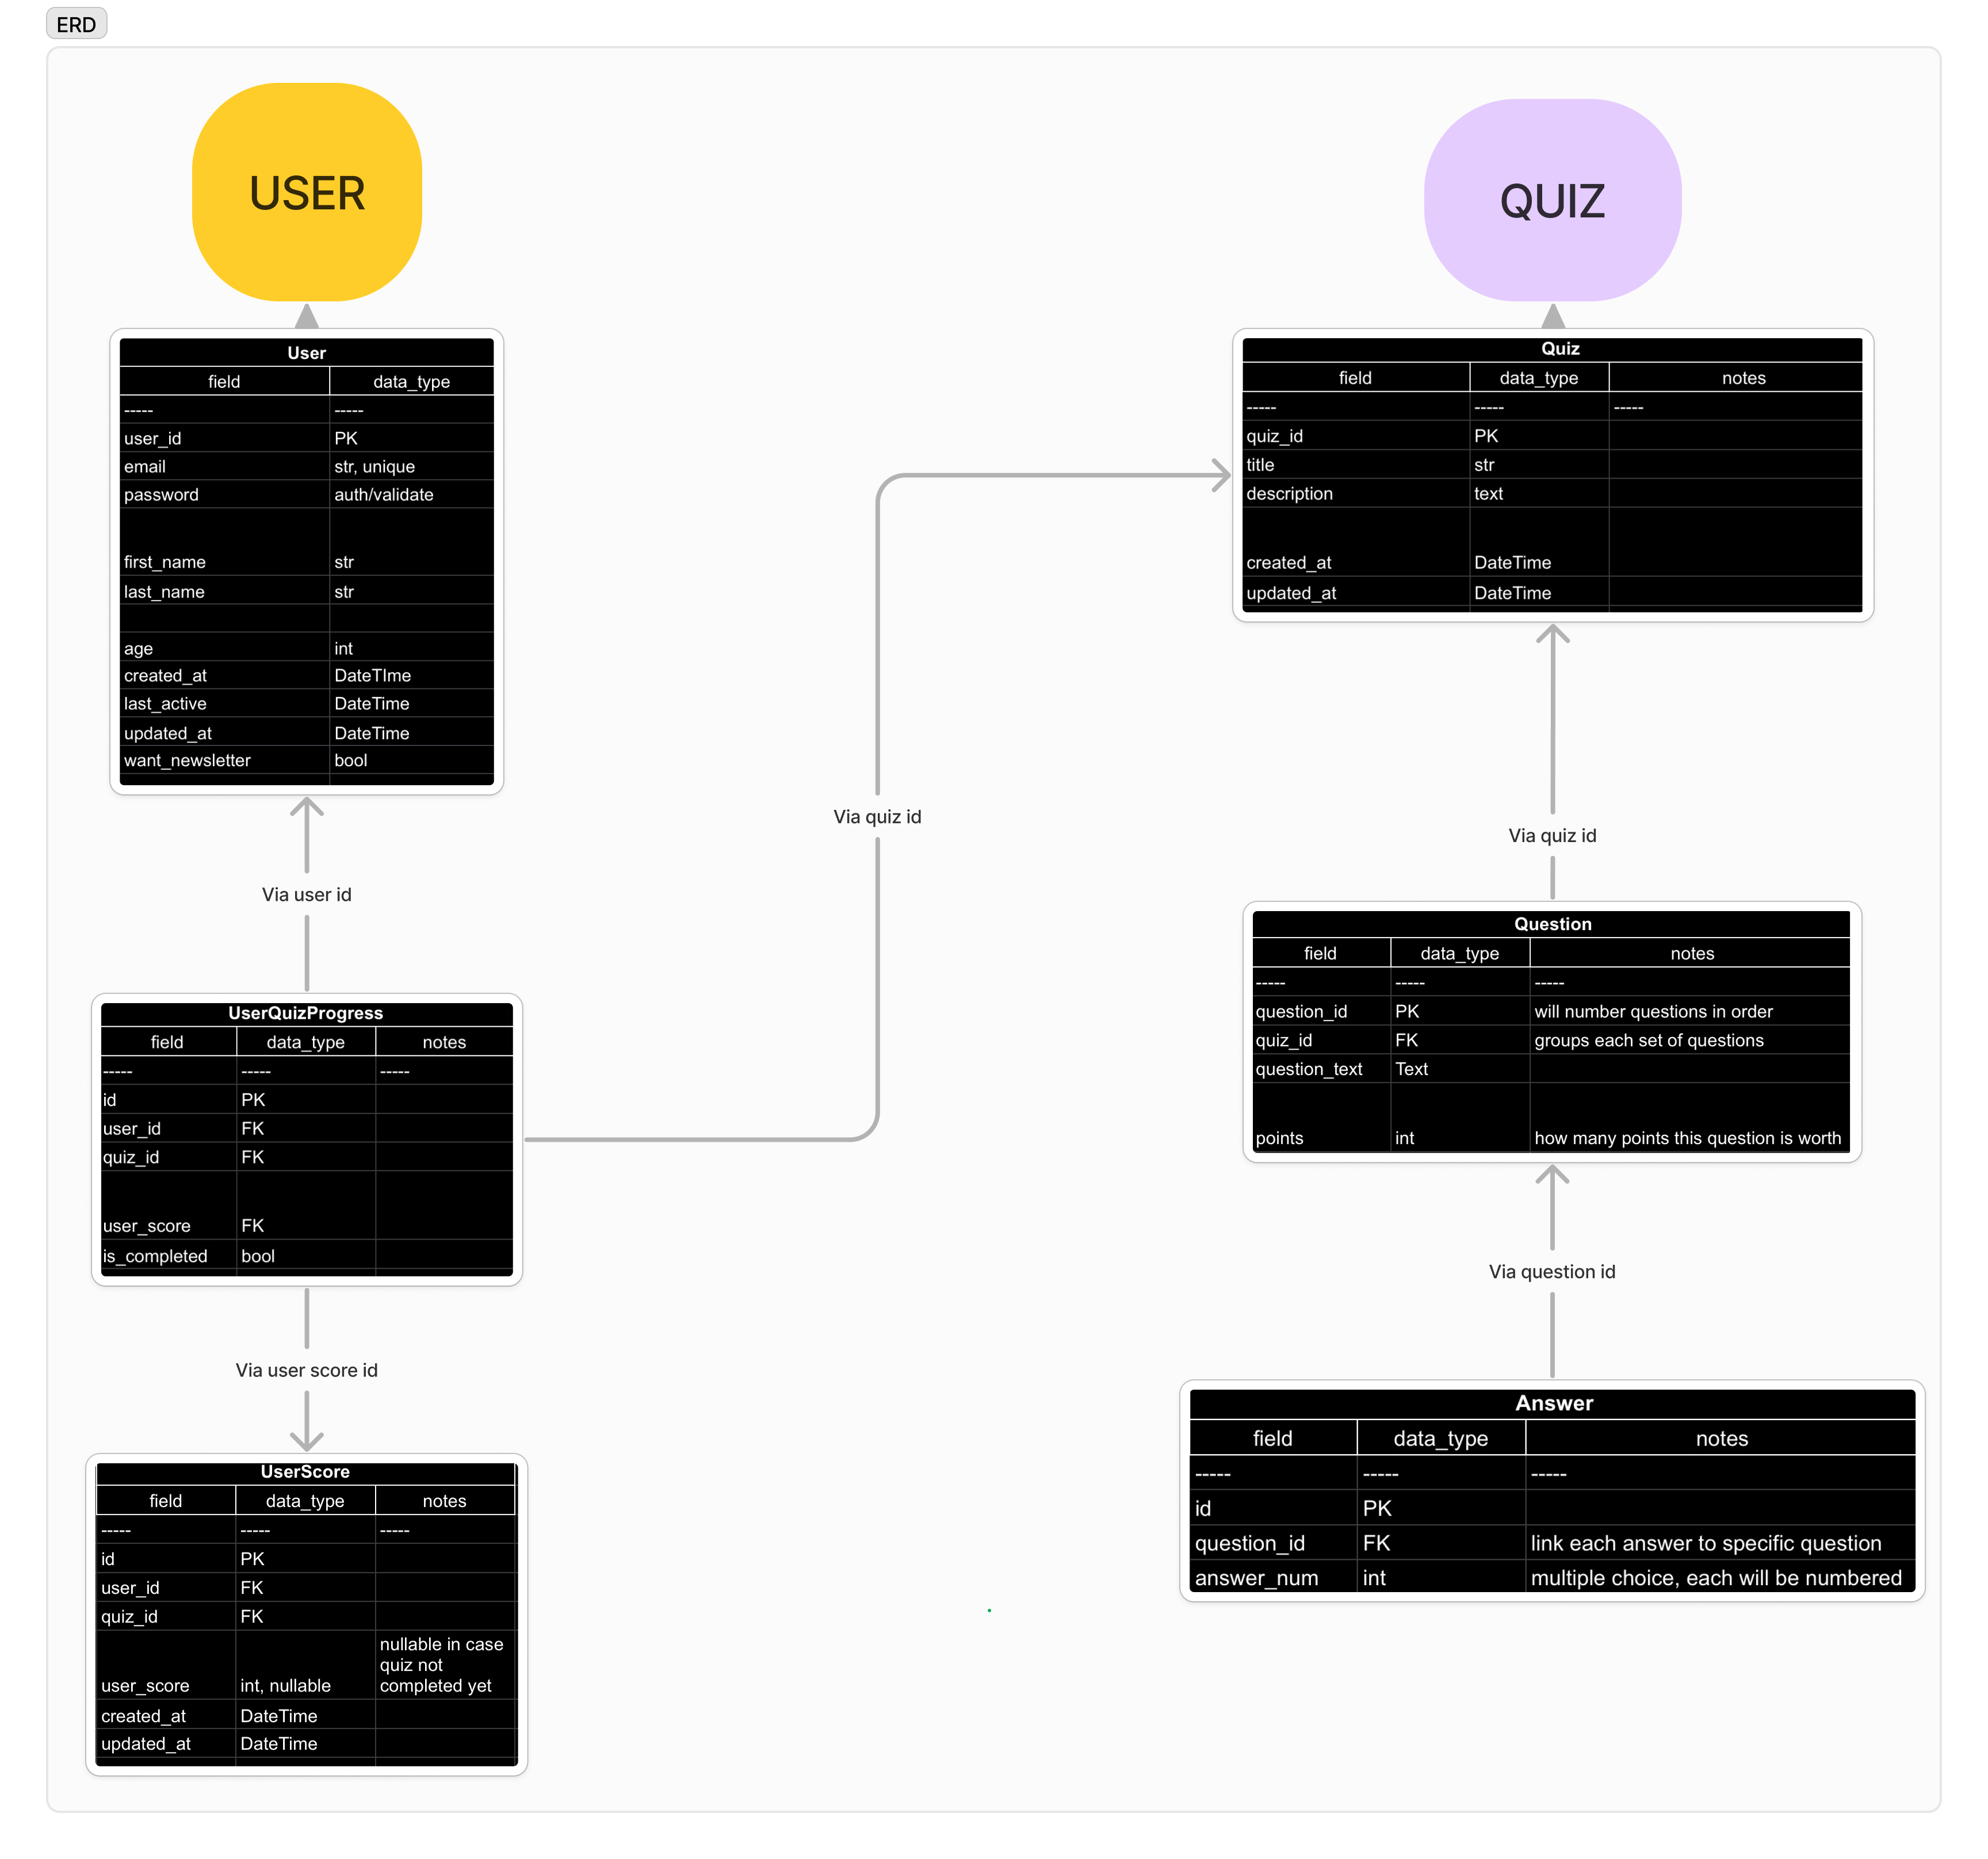 ERD
USER
User
field data_type
----- -----
user_id PK
email str, unique
password auth/validate
first_name str
last_name str
age int
created_at DateTIme
last_active DateTime
updated_at DateTime
want_newsletter bool
Via user id
UserQuizProgress
field data_type notes
----- ----- -----
id PK
user_id FK
quiz_id FK
user_score FK
is_completed bool
Via user score id
UserScore
field data_type notes
----- ----- -----
id PK
user_id FK
quiz_id FK
nullable in case
quiz not
user_score int, nullable completed yet
created_at DateTime
updated_at DateTime
Via quiz id
QUIZ
Quiz
field data_type notes
----- ----- -----
quiz_id PK
title str
description text
created_at DateTime
updated_at DateTime
Via quiz id
Question
field data_type notes
----- ----- -----
question_id PK will number questions in order
quiz_id FK groups each set of questions
question_text Text
points int how many points this question is worth
Via question id
Answer
field data_type notes
----- ----- -----
id PK
question_id FK link each answer to specific question
answer_num int multiple choice, each will be numbered